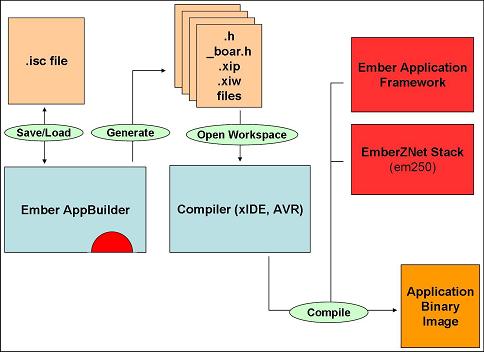 .isc file
.h
_boar.h
.xip
.xiw
files
Ember Application
Framework
Save/Load
Generate
Open Workspace
EmberZNet Stack
(em250)
Ember AppBuilder
Compiler (xIDE, AVR)
Compile
Application
Binary
Image